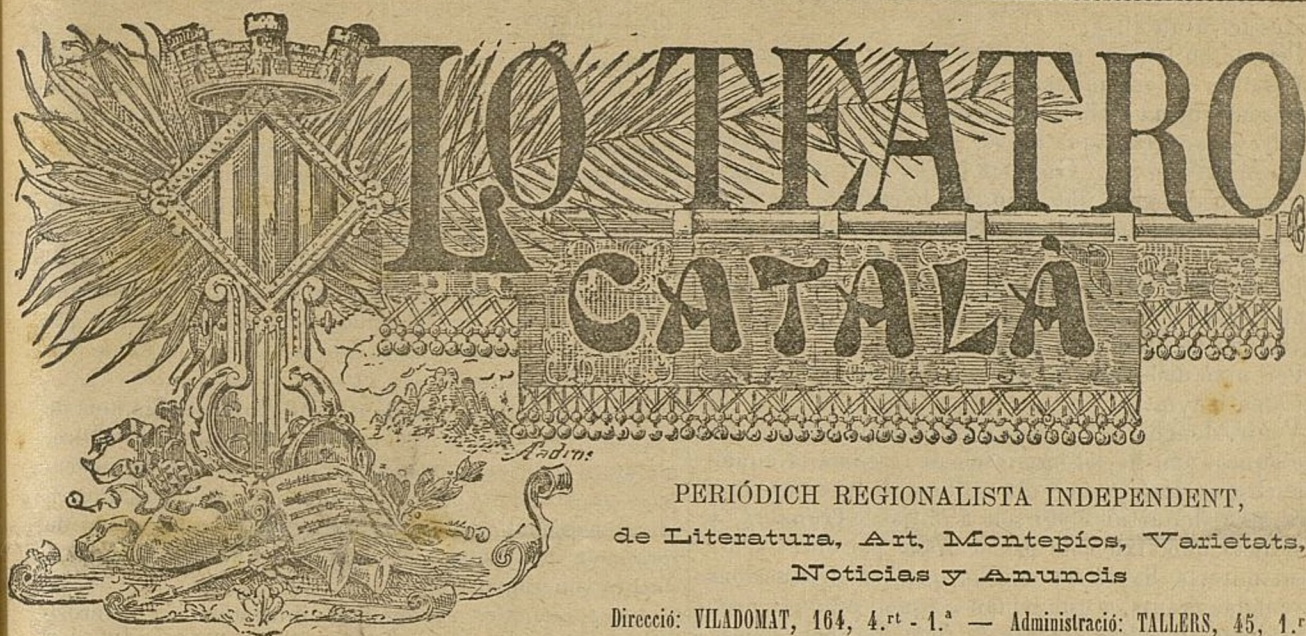 LO TEATRO
CATALÀ
PERIÓDICH REGIONALISTA INDEPENDENT,
de Literatura, Art, Montepíos, Varietats,
Noticias y Anuncis
Direcció: VILADOMAT, 164, 4.rt - 1.ª — Administració: TALLERS, 45, 1.r